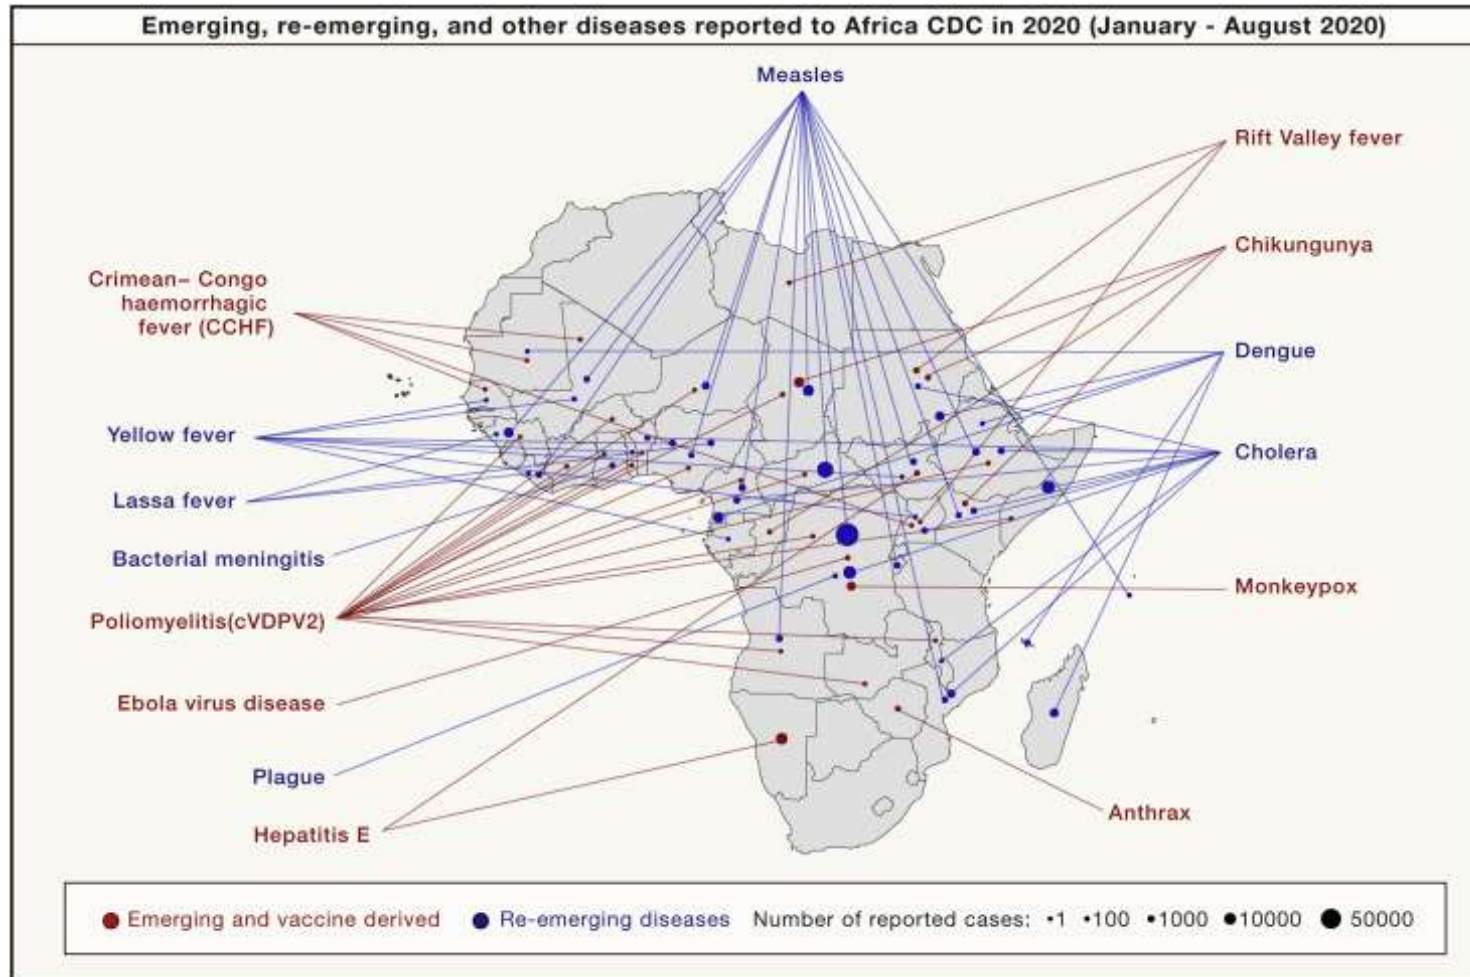 Emerging, re-emerging, and other diseases reported to Africa CDC in 2020 (January - August 2020)
Measles
Rift Valley fever
Chikungunya
Crimean− Congo
haemorrhagic
fever (CCHF)
Dengue
Yellow fever
Cholera
Lassa fever
Bacterial meningitis
Monkeypox
Poliomyelitis(cVDPV2)
Ebola virus disease
Plague
Anthrax
Hepatitis E
Emerging and vaccine derived Re-emerging diseases Number of reported cases: 1 100 1000 10000 50000